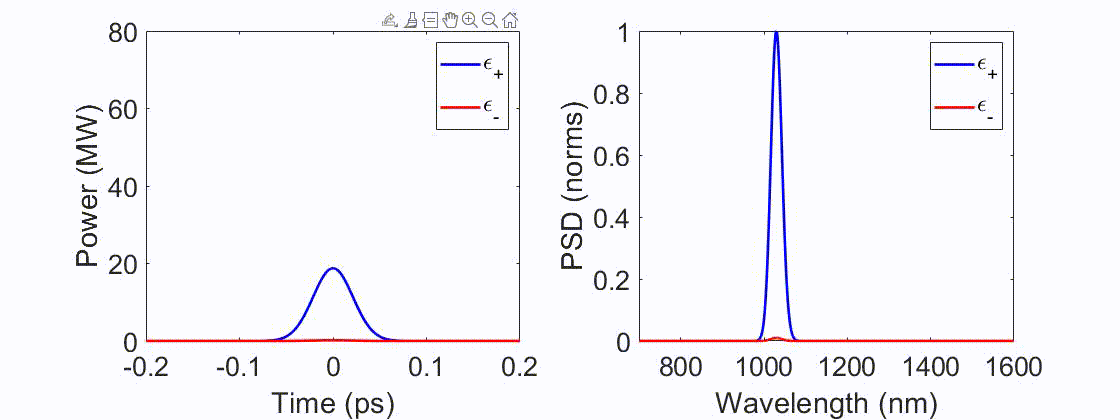 80
60
40
20
0
-0.2
-0.1
0
0.1
0.2
Power (MW)
Time (ps)
ϵ+
ϵ-
1
0.8
0.6
0.4
0.2
0
800
1000
1200
1400
1600
PSD (norms)
Wavelength (nm)
ϵ+
ϵ-